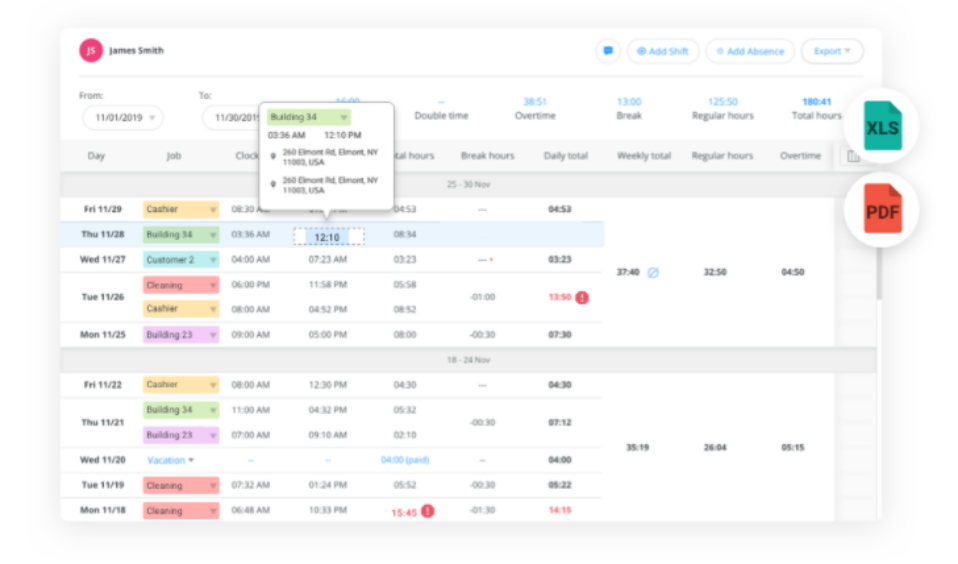 JS James Smith Add Shift Add Absence Export
From: To:
11/01/2019 11/30/2019
16:00 -- 38:51 13:00 125:50 180:41
Double time Overtime Break Regular hours Total hours
Building 34
03:36 AM 12:10 PM
260 Elmont Rd, Elmont, NY
11003, USA
260 Elmont Rd, Elmont, NY
11003, USA
XLS
PDF
Day Job Clock hours Break hours Daily total Weekly total Regular hours Overtime
25 - 30 Nov
Fri 11/29 Cashier 08:30 04:53 --- 04:53
Thu 11/28 Building 34 03:36 AM 12:10 08:34
Wed 11/27 Customer 2 04:00 AM 07:23 AM 03:23 --- 03:23
37:40 32:50 04:50
Cleaning 06:00 PM 11:58 PM 05:58
Tue 11/26 -01:00 13:50
Cashier 08:00 AM 04:52 PM 08:52
Mon 11/25 Building 23 09:00 AM 05:00 PM 08:00 -00:30 07:30
18 - 24 Nov
Fri 11/22 Cashier 08:00 AM 12:30 PM 04:30 --- 04:30
Building 34 11:00 AM 04:32 PM 05:32
Thu 11/21 -00:30 07:12
Building 23 07:00 AM 09:10 AM 02:10
35:19 26:04 05:15
Wed 11/20 Vacation -- -- 04:00 (paid) -- 04:00
Tue 11/19 Cleaning 07:32 AM 01:24 PM 05:52 -00:30 05:22
Mon 11/18 Cleaning 06:48 AM 10:33 PM 15:45 -01:30 14:15